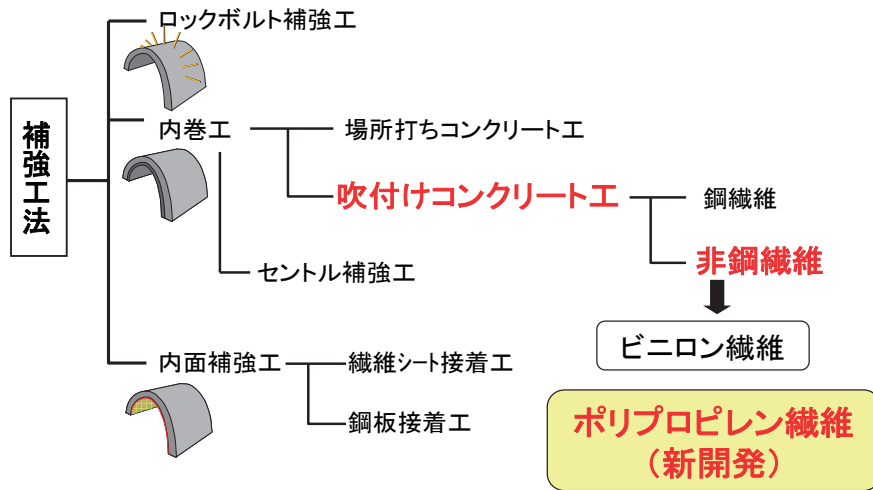 補強工法
ロックボルト補強工
内巻工
場所打ちコンクリート工
吹付けコンクリート工
鋼繊維
非鋼繊維
セントル補強工
ビニロン繊維
内面補強工
繊維シート接着工
鋼板接着工
ポリプロピレン繊維
（新開発）